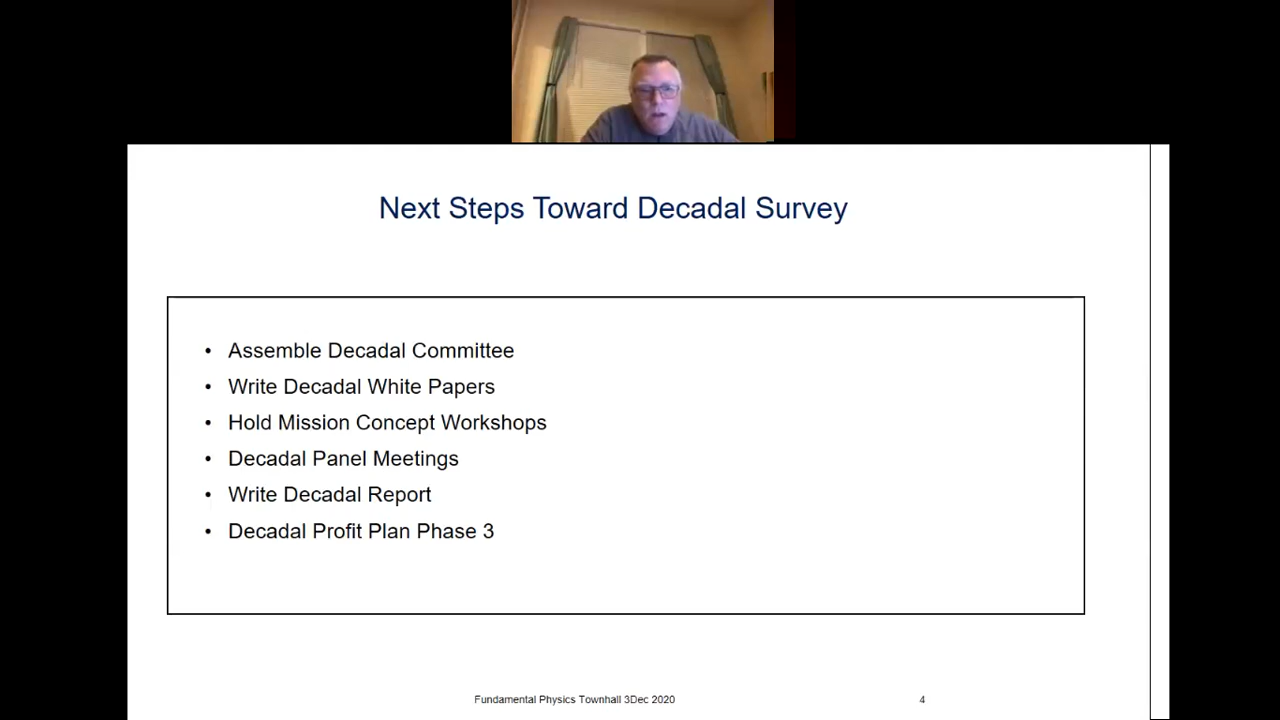 Next Steps Toward Decadal Survey
• Assemble Decadal Committee
• Write Decadal White Papers
• Hold Mission Concept Workshops
• Decadal Panel Meetings
• Write Decadal Report
• Decadal Profit Plan Phase 3
Fundamental Physics Townhall 3Dec 2020
4